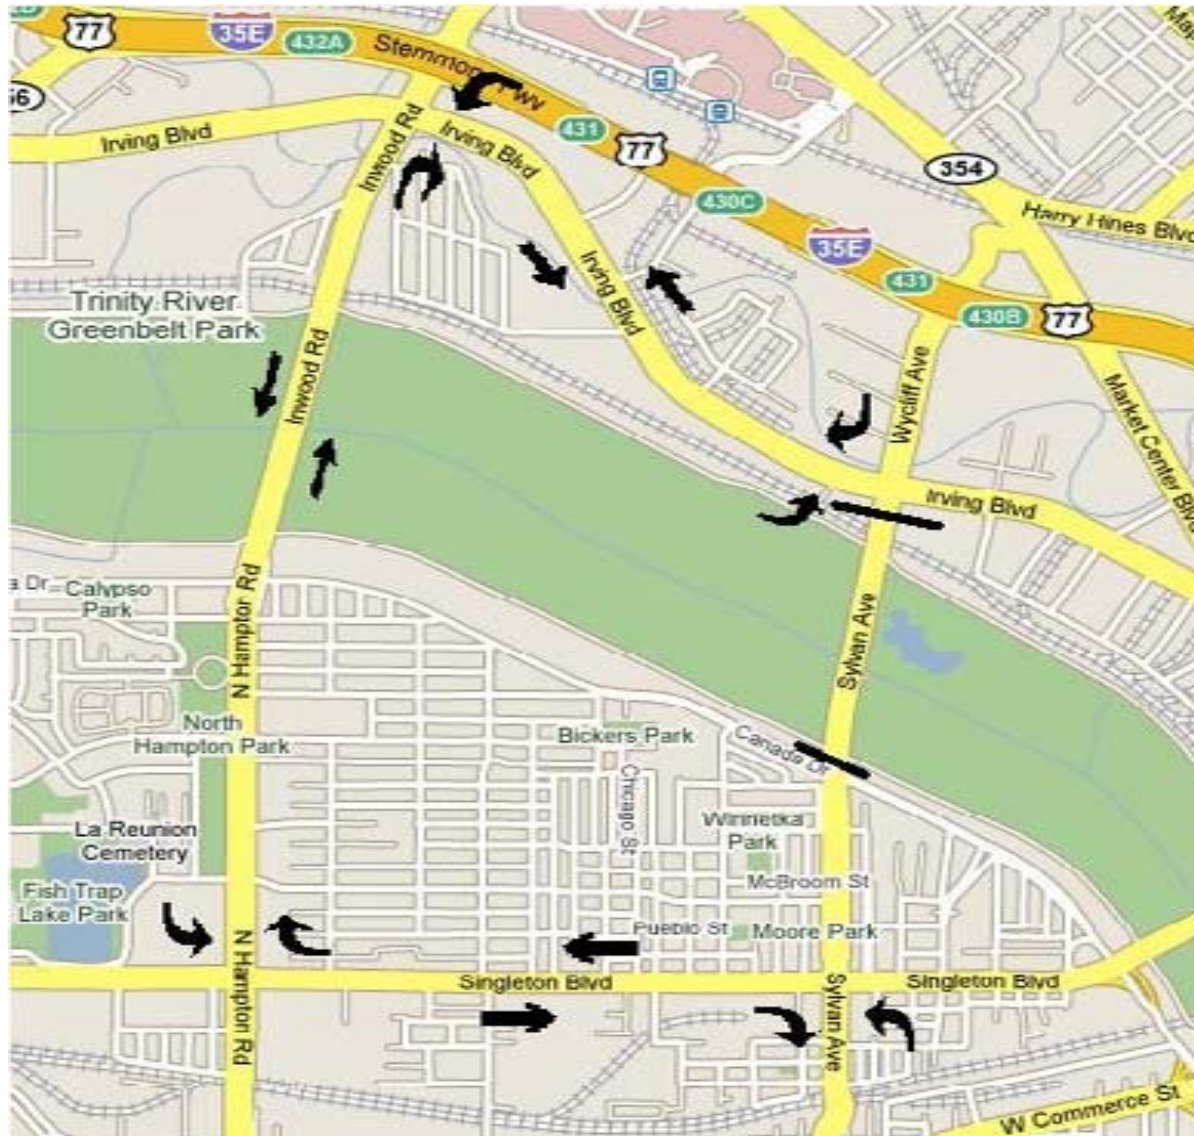 77
35E
432A
Stemmons Fwy
56
Irving Blvd
Inwood Rd
Irving Blvd
431
77
354
Harry Hines Blvd
430C
35E
431
430B
77
Irving Blvd
Trinity River
Greenbelt Park
Inwood Rd
Wycliff Ave
Market Center Blvd
Irving Blvd
Calypso
Park
N Hampton Rd
Sylvan Ave
North
Hampton Park
Bickers Park
Canada Dr
Chicago St
La Reunion
Cemetery
Winnetka
Park
McBroom St
Fish Trap
Lake Park
Pueblo St
Moore Park
N Hampton Rd
Singleton Blvd
Sylvan Ave
Singleton Blvd
W Commerce St